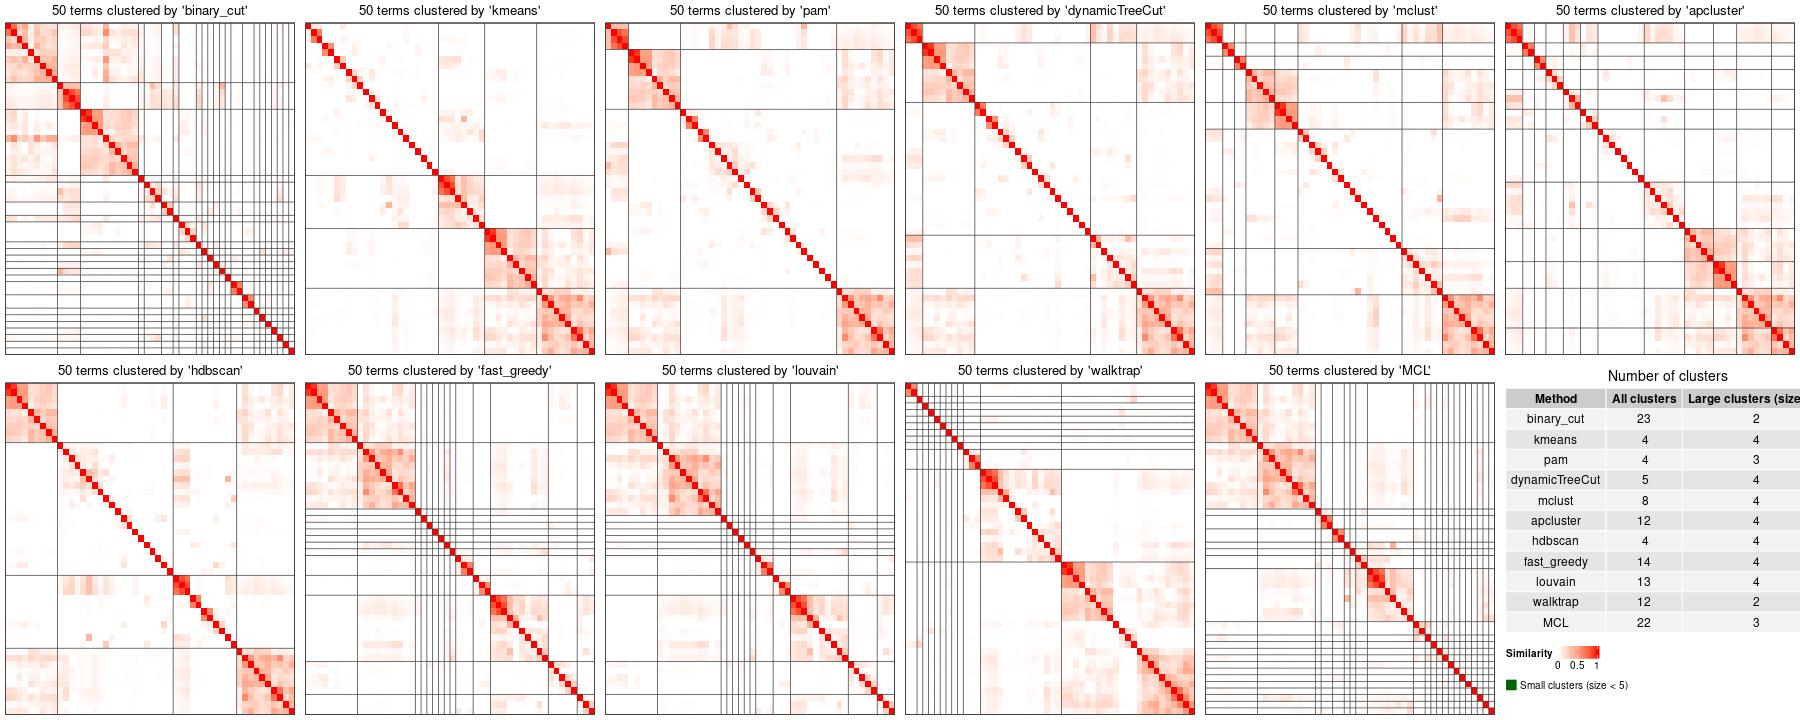 50 terms clustered by 'binary_cut'
50 terms clustered by 'kmeans'
50 terms clustered by 'pam'
50 terms clustered by 'dynamicTreeCut'
50 terms clustered by 'mclust'
50 terms clustered by 'apcluster'
50 terms clustered by 'hdbscan'
50 terms clustered by 'fast_greedy'
50 terms clustered by 'louvain'
50 terms clustered by 'walktrap'
50 terms clustered by 'MCL'
Number of clusters
Method All clusters Large clusters (size
binary_cut 23 2
kmeans 4 4
pam 4 3
dynamicTreeCut 5 4
mclust 8 4
apcluster 12 4
hdbscan 4 4
fast_greedy 14 4
louvain 13 4
walktrap 12 2
MCL 22 3
Similarity
0 0.5 1
Small clusters (size < 5)